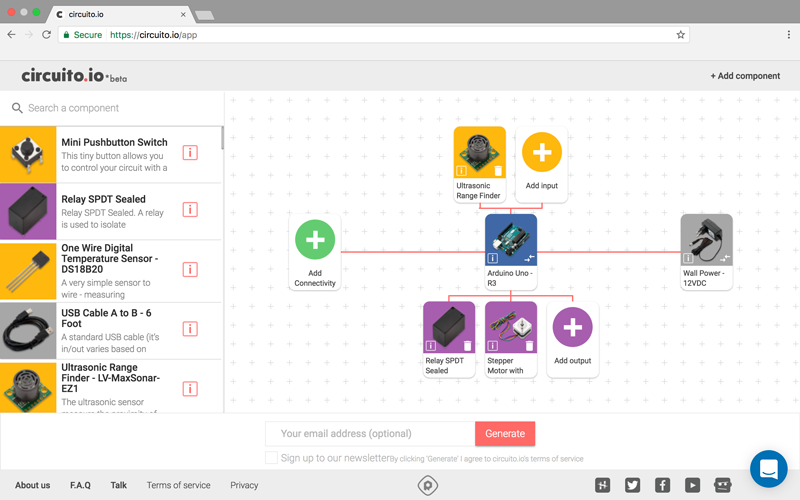 circuito.io
Secure
https://circuito.io/app
circuito.io *beta
+ Add component
Search a component
Mini Pushbutton Switch
This tiny button allows you
to control your circuit with a
Relay SPDT Sealed
Relay SPDT Sealed. A relay
is used to isolate
One Wire Digital
Temperature Sensor -
DS18B20
A very simple sensor to
wire - measuring
USB Cable A to B - 6
Foot
A standard USB cable (it's
in/out varies based on
Ultrasonic Range
Finder - LV-MaxSonar-
EZ1
The ultrasonic sensor
measure the proximity of
Ultrasonic
Range Finder
Add input
Add
Connectivity
Arduino Uno -
R3
Wall Power -
12VDC
Relay SPDT
Sealed
Stepper
Motor with
Add output
Your email address (optional)
Generate
Sign up to our newsletter
By clicking 'Generate' I agree to circuito.io's terms of service
About us
F.A.Q
Talk
Terms of service
Privacy